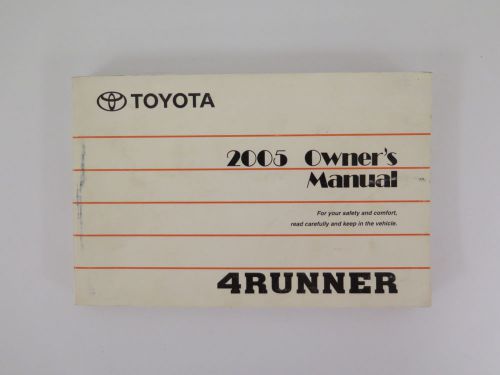 TOYOTA
2005 Owner's
Manual
For your safety and comfort,
read carefully and keep in the vehicle.
4RUNNER